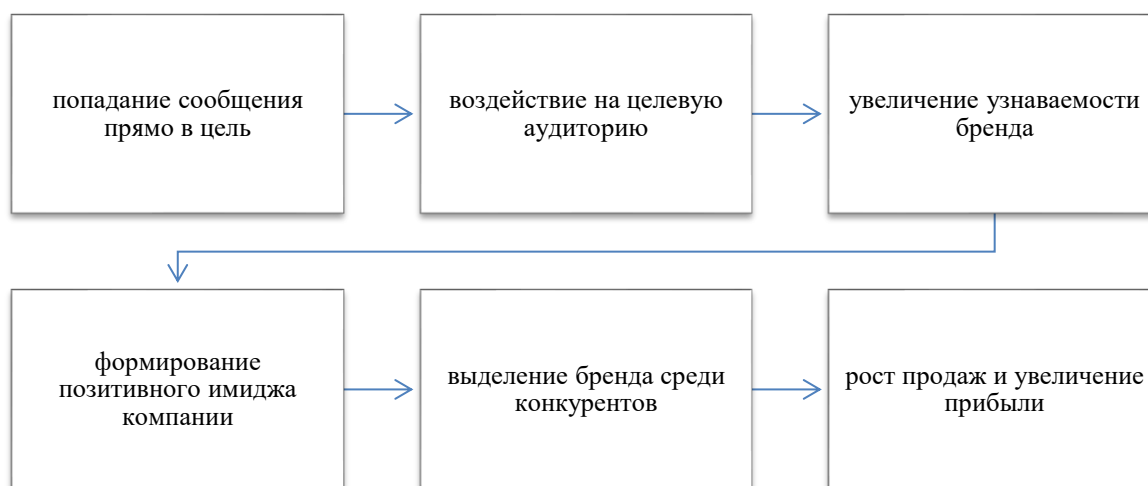 попадание сообщения
прямо в цель
воздействие на целевую
аудиторию
увеличение узнаваемости
бренда
формирование
позитивного имиджа
компании
выделение бренда среди
конкурентов
рост продаж и увеличение
прибыли